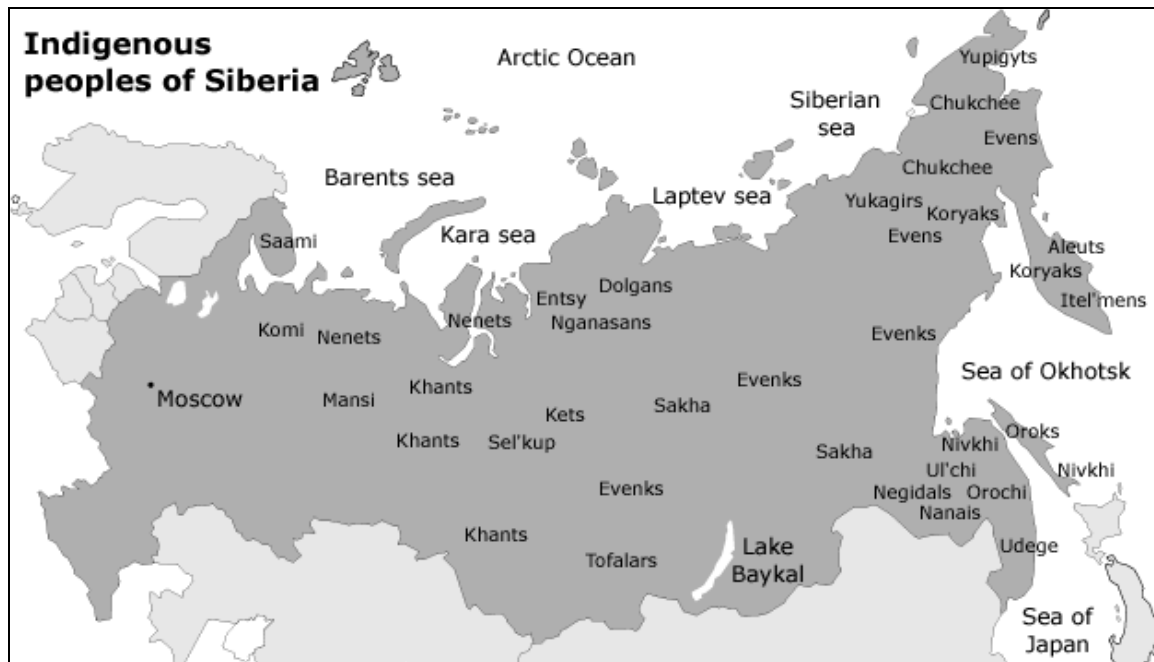 Indigenous
peoples of Siberia
Arctic Ocean
Yupigyts
Siberian
sea
Chukchee
Evens
Chukchee
Barents sea
Laptev sea
Yukagirs
Koryaks
Kara sea
Evens
Saami
Aleuts
Koryaks
Dolgans
Entsy
Itel'mens
Nenets
Nganasans
Komi
Nenets
Evenks
Sea of Okhotsk
Evenks
Khants
Moscow
Mansi
Sakha
Kets
Oroks
Khants
Sel'kup
Nivkhi
Sakha
Ul'chi
Nivkhi
Evenks
Negidals
Orochi
Nanais
Khants
Udege
Lake
Baykal
Tofalars
Sea of
Japan